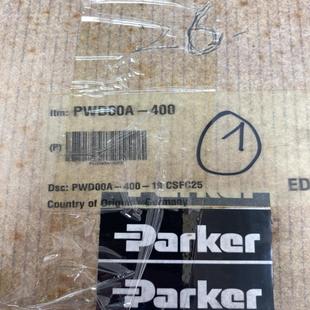 26-
Itm: PWD00A-400
(P)
1
Dsc: PWD00A-400-19 CSFC25
ED
Country of Origin: Germany
Parker
Parker